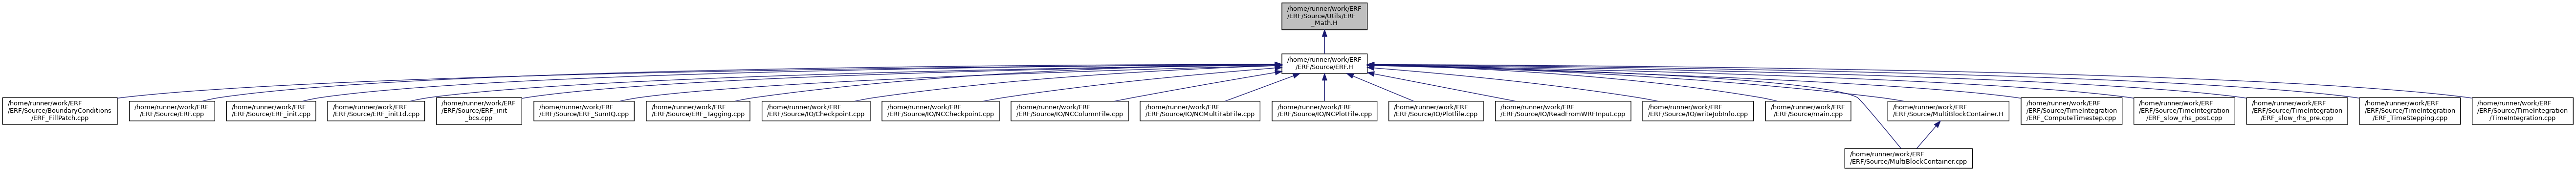 /home/runner/work/ERF
/ERF/Source/Utils/ERF
_Math.H
/home/runner/work/ERF
/ERF/Source/ERF.H
/home/runner/work/ERF
/ERF/Source/BoundaryConditions
/ERF_FillPatch.cpp
/home/runner/work/ERF
/ERF/Source/ERF.cpp
/home/runner/work/ERF
/ERF/Source/ERF_init.cpp
/home/runner/work/ERF
/ERF/Source/ERF_init1d.cpp
/home/runner/work/ERF
/ERF/Source/ERF_init
_bcs.cpp
/home/runner/work/ERF
/ERF/Source/ERF_SumIQ.cpp
/home/runner/work/ERF
/ERF/Source/ERF_Tagging.cpp
/home/runner/work/ERF
/ERF/Source/IO/Checkpoint.cpp
/home/runner/work/ERF
/ERF/Source/IO/NCCheckpoint.cpp
/home/runner/work/ERF
/ERF/Source/IO/NCColumnFile.cpp
/home/runner/work/ERF
/ERF/Source/IO/NCMultiFabFile.cpp
/home/runner/work/ERF
/ERF/Source/IO/NCPlotFile.cpp
/home/runner/work/ERF
/ERF/Source/IO/Plotfile.cpp
/home/runner/work/ERF
/ERF/Source/IO/ReadFromWRFInput.cpp
/home/runner/work/ERF
/ERF/Source/IO/writeJobInfo.cpp
/home/runner/work/ERF
/ERF/Source/main.cpp
/home/runner/work/ERF
/ERF/Source/MultiBlockContainer.H
/home/runner/work/ERF
/ERF/Source/TimeIntegration
/ERF_ComputeTimestep.cpp
/home/runner/work/ERF
/ERF/Source/TimeIntegration
/ERF_slow_rhs_post.cpp
/home/runner/work/ERF
/ERF/Source/TimeIntegration
/ERF_slow_rhs_pre.cpp
/home/runner/work/ERF
/ERF/Source/TimeIntegration
/ERF_TimeStepping.cpp
/home/runner/work/ERF
/ERF/Source/TimeIntegration
/TimeIntegration.cpp
/home/runner/work/ERF
/ERF/Source/MultiBlockContainer.cpp